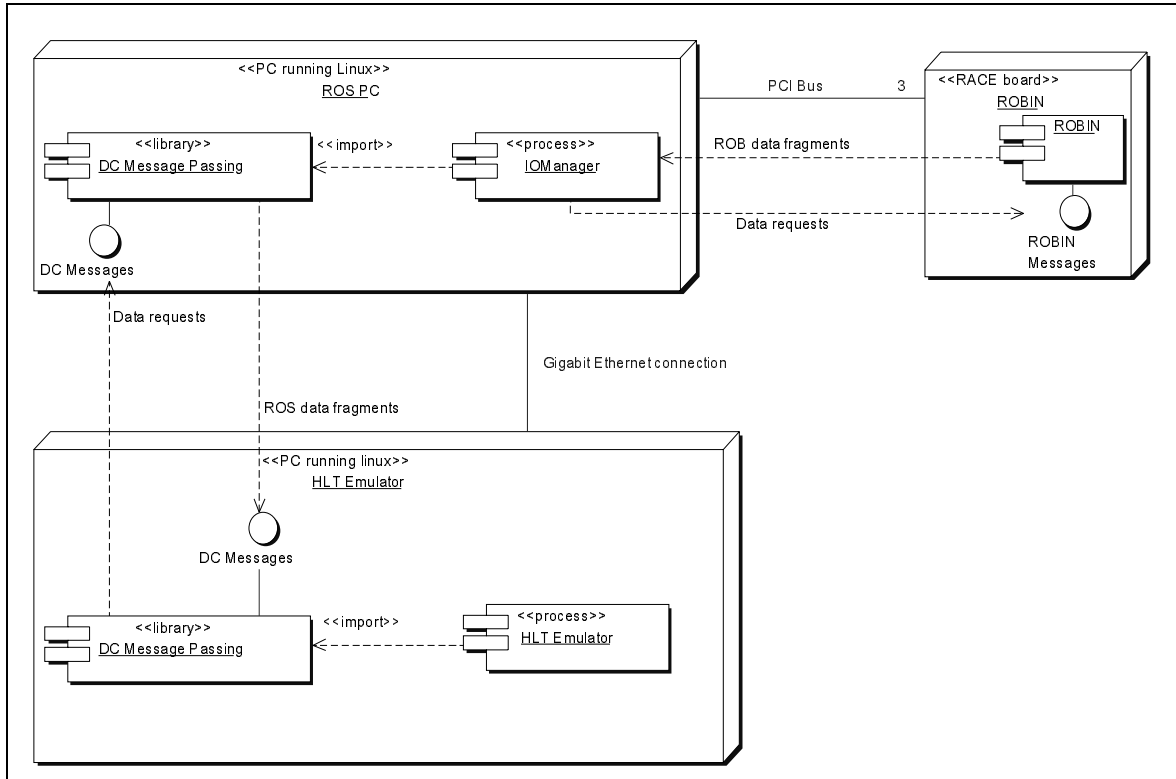 <<PC running Linux>>
ROS PC
<<library>>
DC Message Passing
<<import>>
<<process>>
IOManager
DC Messages
PCI Bus 3
ROB data fragments
Data requests
<<RACE board>>
ROBIN
ROBIN
ROBIN
Messages
Data requests
Gigabit Ethernet connection
ROS data fragments
<<PC running linux>>
HLT Emulator
DC Messages
<<library>>
DC Message Passing
<<import>>
<<process>>
HLT Emulator